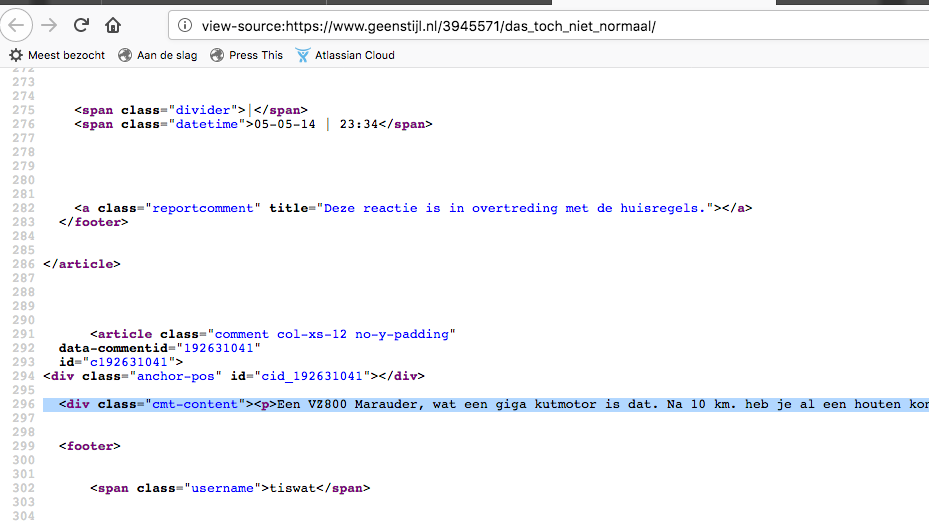 view-source:https://www.geenstijl.nl/3945571/das_toch_niet_normaal/
Meest bezocht Aan de slag Press This Atlassian Cloud
272
273
274
275 <span class="divider">|</span>
276 <span class="datetime">05-05-14 | 23:34</span>
277
278
279
280
281
282 <a class="reportcomment" title="Deze reactie is in overtreding met de huisregels."></a>
283 </footer>
284
285
286 </article>
287
288
289
290
291 <article class="comment col-xs-12 no-y-padding"
292 data-commentid="192631041"
293 id="c192631041">
294 <div class="anchor-pos" id="cid_192631041"></div>
295
296 <div class="cmt-content"><p>Een VZ800 Marauder, wat een giga kutmotor is dat. Na 10 km. heb je al een houten kon
297
298
299 <footer>
300
301
302 <span class="username">tiswat</span>
303
304